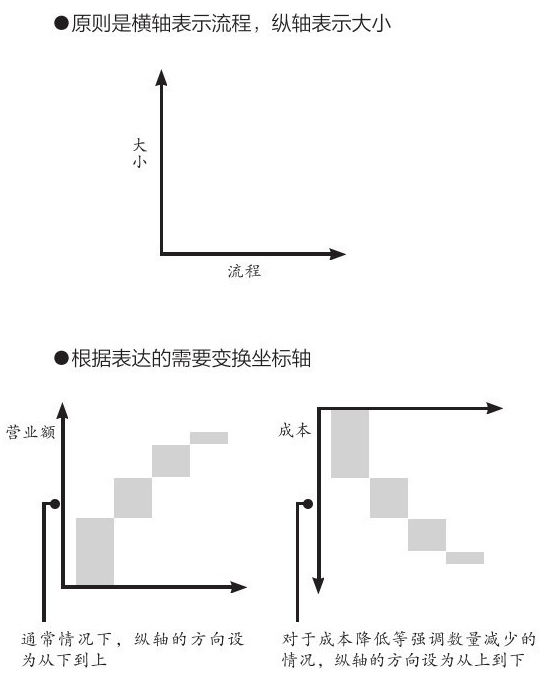 ●原则是横轴表示流程，纵轴表示大小
大小
流程
●根据表达的需要变换坐标轴
营业额
成本
通常情况下，纵轴的方向设
为从下到上
对于成本降低等强调数量减少的
情况，纵轴的方向设为从上到下